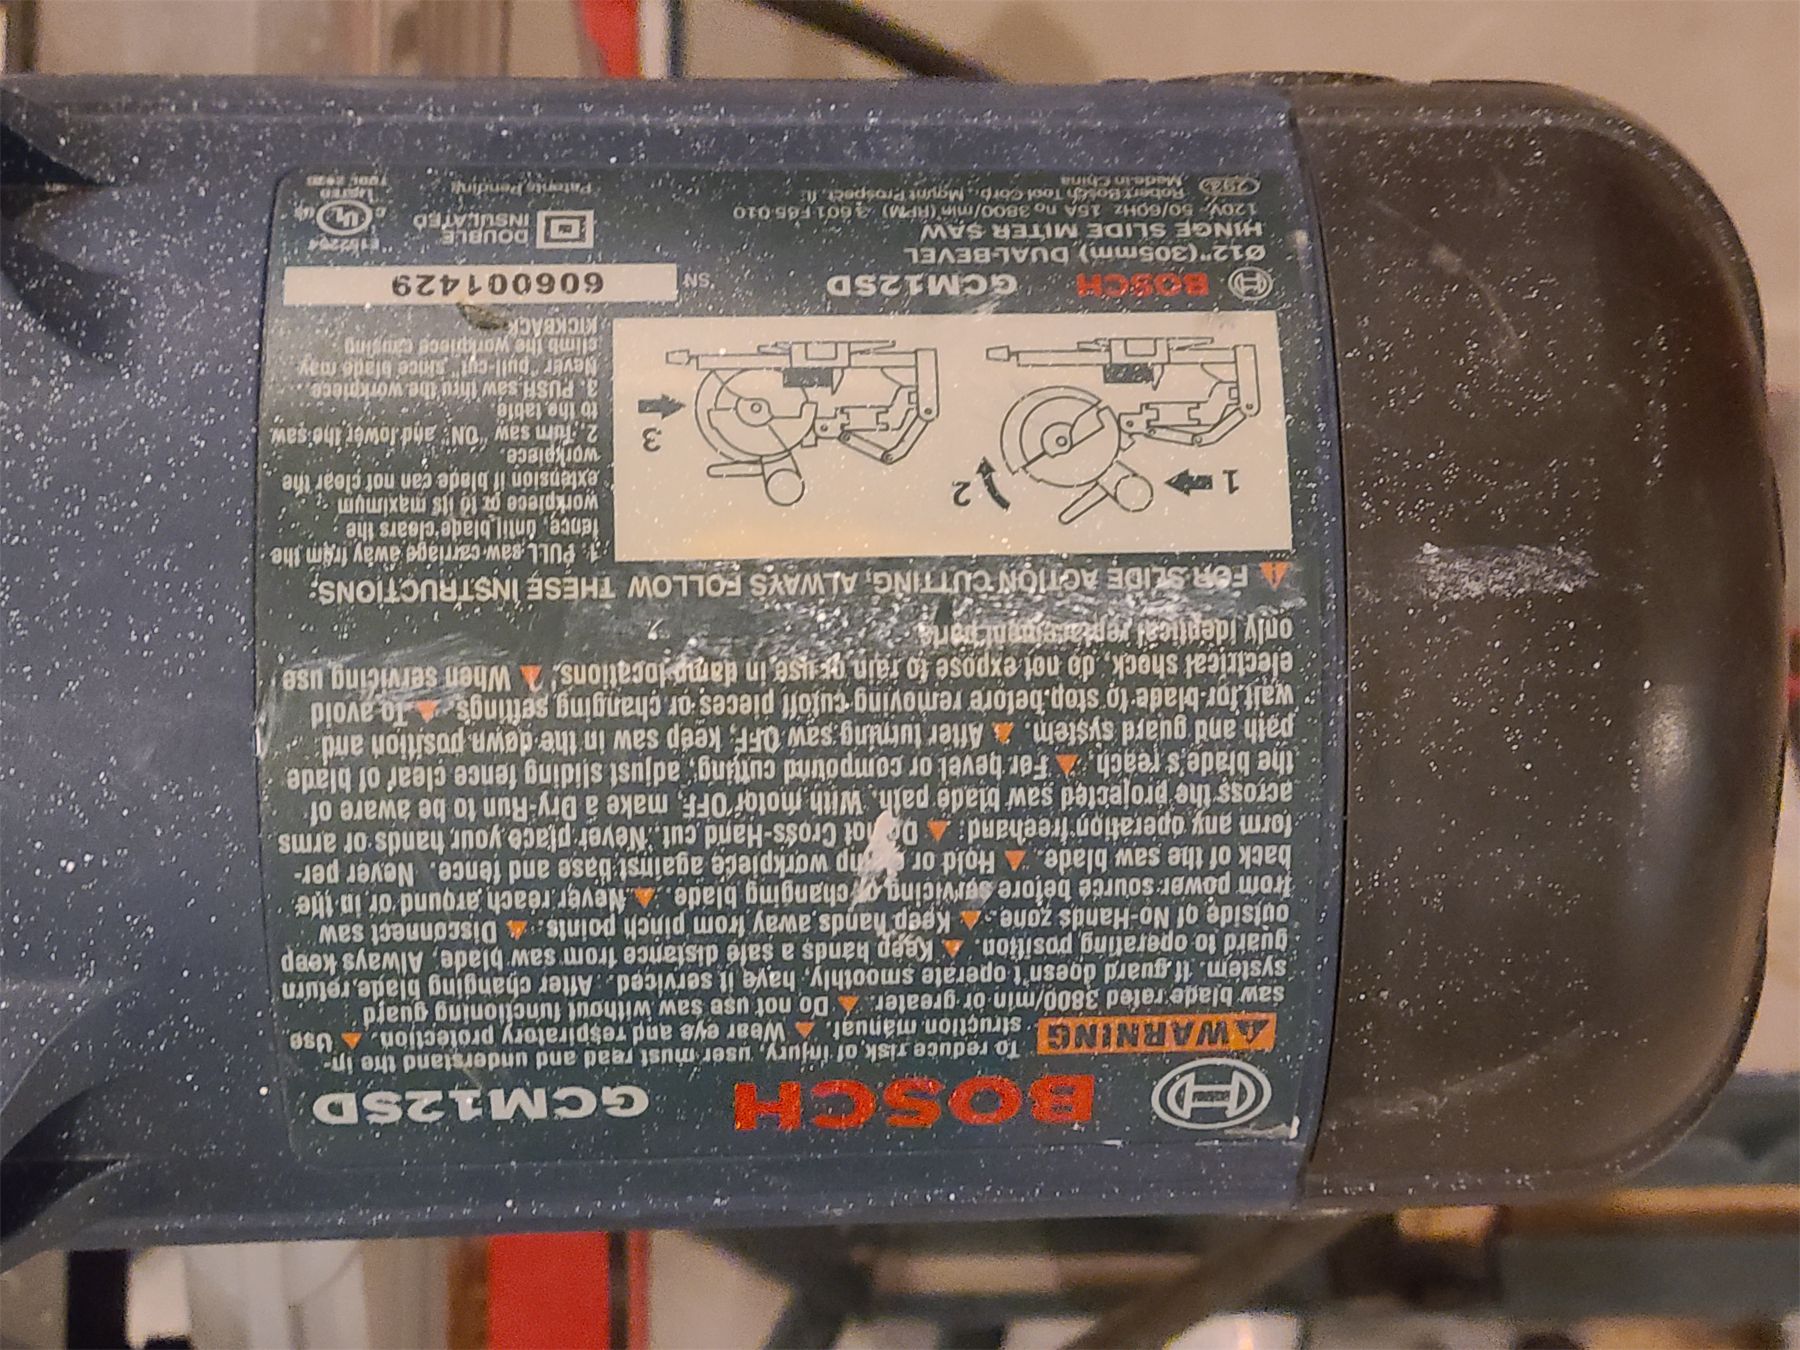 BOSCH GCM12SD
WARNING To reduce risk of injury, user must read and understand the in-
struction manual. Wear eye and respiratory protection. Use
saw blade rated 3800/min or greater. Do not use saw without functioning guard
system. If guard doesn't operate smoothly, have it serviced. After changing blade, return
guard to operating position. Keep hands a safe distance from saw blade. Always keep
outside of No-Hands zone. Keep hands away from pinch points. Disconnect saw
from power source before servicing or changing blade. Never reach around or in the
back of the saw blade. Hold or clamp workpiece against base and fence. Never per-
form any operation freehand. Do not Cross-Hand cut. Never place your hands or arms
across the projected saw blade path. With motor OFF, make a Dry-Run to be aware of
the blade's reach. For bevel or compound cutting, adjust sliding fence clear of blade
path and guard system. After turning saw OFF, keep saw in the down position and
wait for blade to stop before removing cutoff pieces or changing settings. To avoid
electrical shock, do not expose to rain or use in damp locations. When servicing use
only identical replacement parts.
FOR SLIDE ACTION CUTTING, ALWAYS FOLLOW THESE INSTRUCTIONS:
1
2
3
1. PULL saw carriage away from the
fence, until blade clears the
workpiece or to its maximum
extension if blade can not clear the
workpiece
2. Turn saw "ON" and lower the saw
to the table
3. PUSH saw thru the workpiece...
Never "pull cut" since blade may
climb the workpiece causing
KICKBACK
BOSCH GCM12SD
SN 606001429
Ø12"(305mm) DUAL-BEVEL
HINGE SLIDE MITER SAW
120V~ 50/60Hz 15A n₀3800/min (RPM) 3 601 F65 010
Robert Bosch Tool Corp., Mount Prospect, IL
Made in China
293
DOUBLE
INSULATED
Patents Pending
E152264
C UL US
LISTED